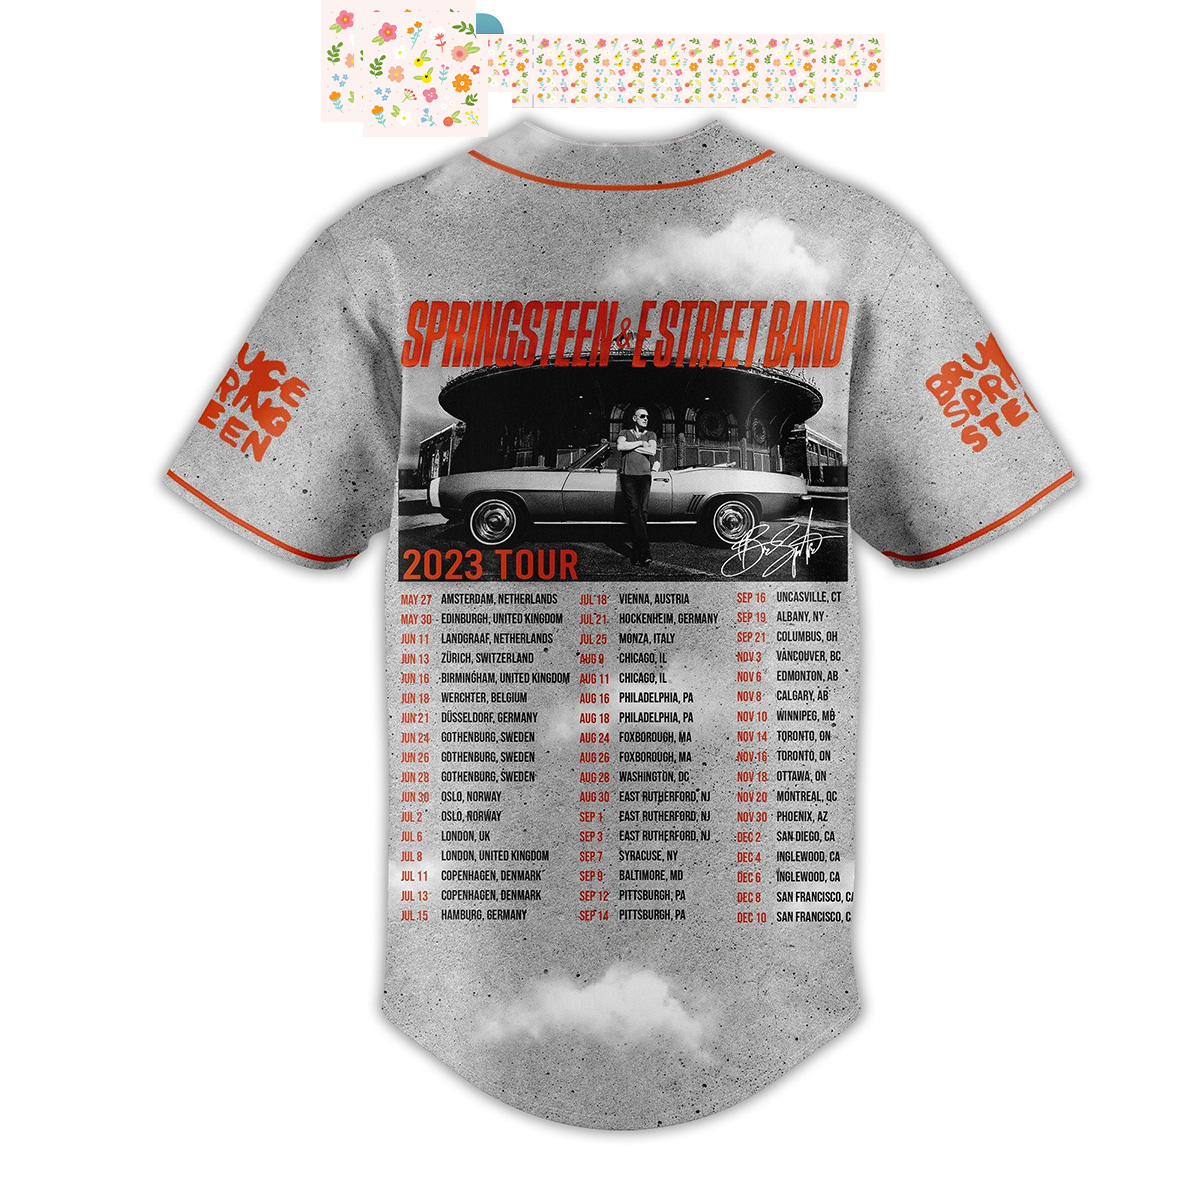 SPRINGSTEEN & E STREET BAND
BRUCE
SPRING
STEEN
2023 TOUR
MAY 27 AMSTERDAM, NETHERLANDS
MAY 30 EDINBURGH, UNITED KINGDOM
JUN 11 LANDGRAAF, NETHERLANDS
JUN 13 ZÜRICH, SWITZERLAND
JUN 16 BIRMINGHAM, UNITED KINGDOM
JUN 18 WERCHTER, BELGIUM
JUN 21 DÜSSELDORF, GERMANY
JUN 24 GOTHENBURG, SWEDEN
JUN 26 GOTHENBURG, SWEDEN
JUN 28 GOTHENBURG, SWEDEN
JUN 30 OSLO, NORWAY
JUL 2 OSLO, NORWAY
JUL 6 LONDON, UK
JUL 8 LONDON, UNITED KINGDOM
JUL 11 COPENHAGEN, DENMARK
JUL 13 COPENHAGEN, DENMARK
JUL 15 HAMBURG, GERMANY
JUL 18 VIENNA, AUSTRIA
JUL 21 HOCKENHEIM, GERMANY
JUL 25 MONZA, ITALY
AUG 9 CHICAGO, IL
AUG 11 CHICAGO, IL
AUG 16 PHILADELPHIA, PA
AUG 18 PHILADELPHIA, PA
AUG 24 FOXBOROUGH, MA
AUG 26 FOXBOROUGH, MA
AUG 28 WASHINGTON, DC
AUG 30 EAST RUTHERFORD, NJ
SEP 1 EAST RUTHERFORD, NJ
SEP 3 EAST RUTHERFORD, NJ
SEP 7 SYRACUSE, NY
SEP 9 BALTIMORE, MD
SEP 12 PITTSBURGH, PA
SEP 14 PITTSBURGH, PA
SEP 16 UNCASVILLE, CT
SEP 19 ALBANY, NY
SEP 21 COLUMBUS, OH
NOV 3 VANCOUVER, BC
NOV 6 EDMONTON, AB
NOV 8 CALGARY, AB
NOV 10 WINNIPEG, MB
NOV 14 TORONTO, ON
NOV 16 TORONTO, ON
NOV 18 OTTAWA, ON
NOV 20 MONTREAL, QC
NOV 30 PHOENIX, AZ
DEC 2 SAN DIEGO, CA
DEC 4 INGLEWOOD, CA
DEC 6 INGLEWOOD, CA
DEC 8 SAN FRANCISCO, CA
DEC 10 SAN FRANCISCO, C